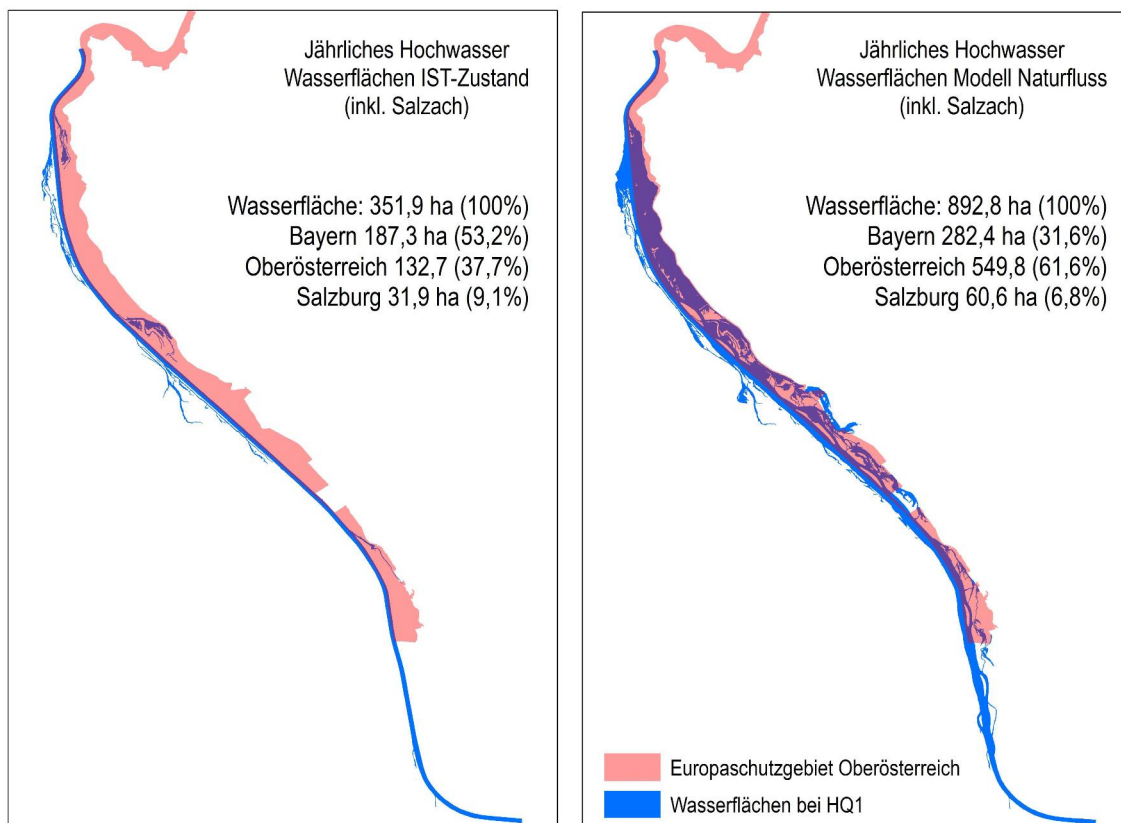 Jährliches Hochwasser
Wasserflächen IST-Zustand
(inkl. Salzach)
Wasserfläche: 351,9 ha (100%)
Bayern 187,3 ha (53,2%)
Oberösterreich 132,7 (37,7%)
Salzburg 31,9 ha (9,1%)
Jährliches Hochwasser
Wasserflächen Modell Naturfluss
(inkl. Salzach)
Wasserfläche: 892,8 ha (100%)
Bayern 282,4 ha (31,6%)
Oberösterreich 549,8 (61,6%)
Salzburg 60,6 ha (6,8%)
Europaschutzgebiet Oberösterreich
Wasserflächen bei HQ1